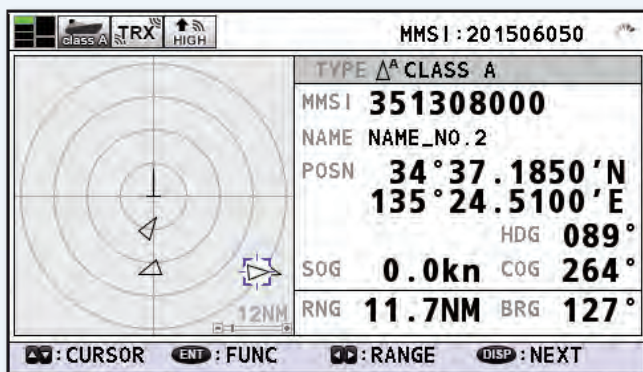 class A TRX HIGH MMSI:201506050
TYPE A CLASS A
MMSI 351308000
NAME NAME_NO.2
POSN 34°37.1850'N
135°24.5100'E
HDG 089°
SOG 0.0kn COG 264°
12NM
RNG 11.7NM BRG 127°
:CURSOR ENT:FUNC :RANGE DISP:NEXT